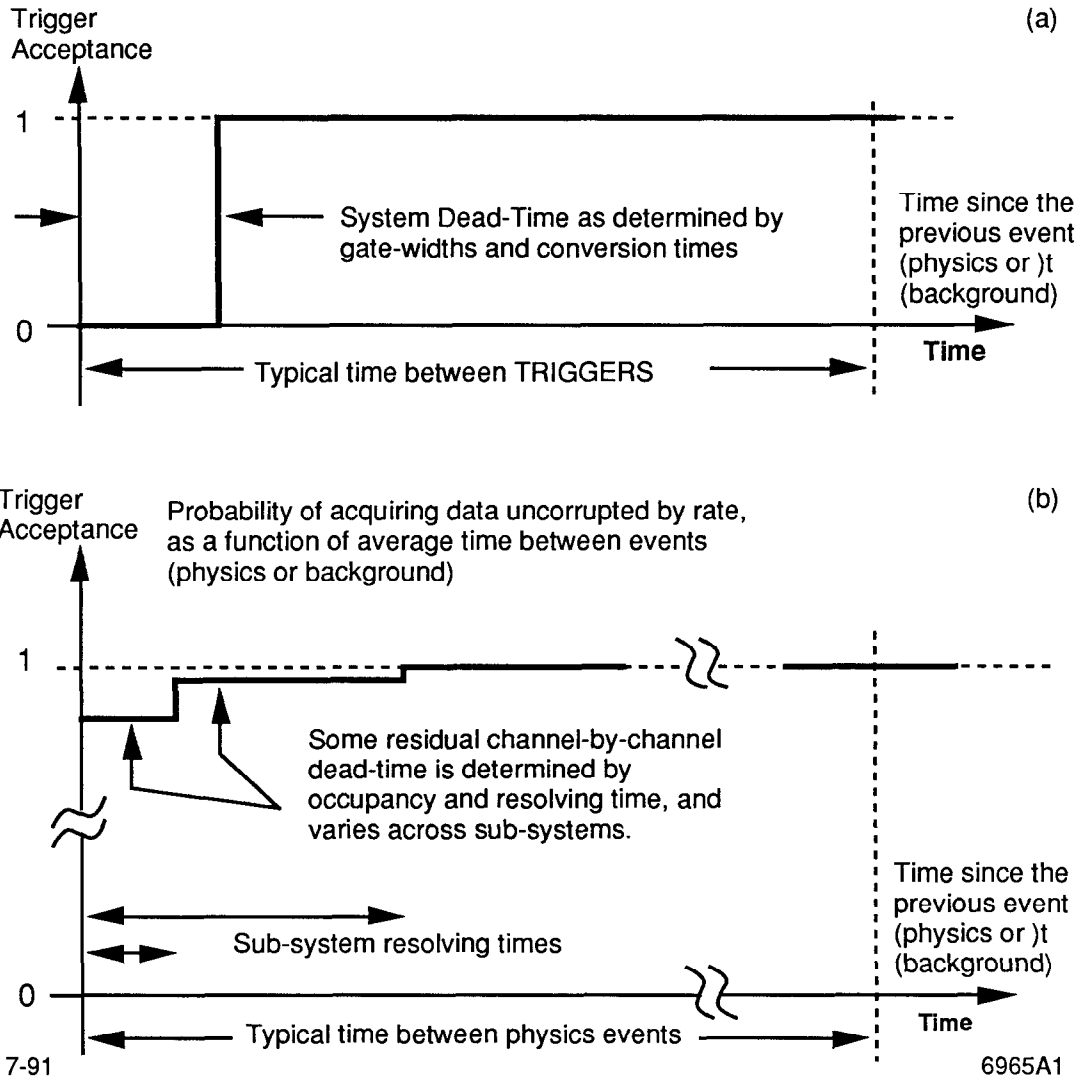 Trigger
Acceptance
(a)
1
System Dead-Time as determined by
gate-widths and conversion times
Time since the
previous event
(physics or )t
(background)
0
Time
Typical time between TRIGGERS
Trigger
Acceptance
Probability of acquiring data uncorrupted by rate,
as a function of average time between events
(physics or background)
(b)
1
Some residual channel-by-channel
dead-time is determined by
occupancy and resolving time, and
varies across sub-systems.
Time since the
previous event
(physics or )t
(background)
Sub-system resolving times
0
Time
Typical time between physics events
7-91
6965A1